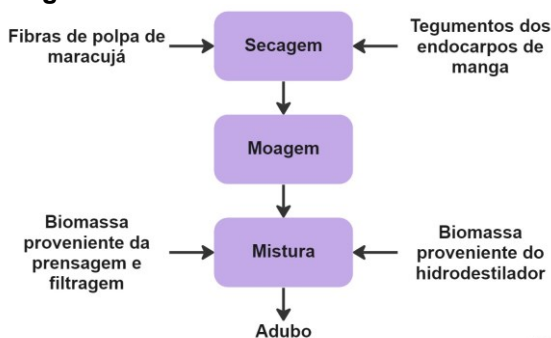 Fibras de polpa de
maracujá
Secagem
Tegumentos dos
endocarpos de
manga
Moagem
Biomassa
proveniente da
prensagem e
filtragem
Mistura
Biomassa
proveniente do
hidrodestilador
Adubo